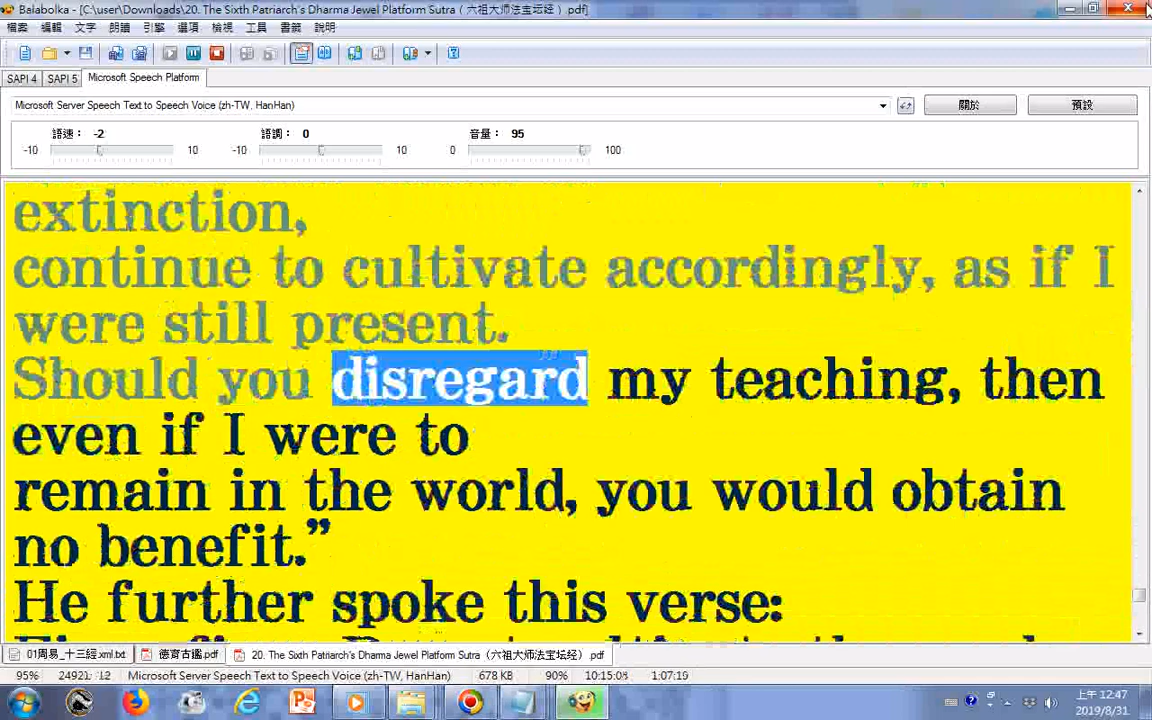 Balabolka - [C:\user\Downloads\20. The Sixth Patriarch's Dharma Jewel Platform Sutra（六祖大师法宝坛经）.pdf]
檔案 編輯 文字 朗讀 引擎 選項 檢視 工具 書籤 說明
SAPI 4 SAPI 5 Microsoft Speech Platform
Microsoft Server Speech Text to Speech Voice (zh-TW, HanHan) 關於 預設
語速： -2 語調： 0 音量： 95
-10 10 -10 10 0 100
extinction,
continue to cultivate accordingly, as if I
were still present.
Should you disregard my teaching, then
even if I were to
remain in the world, you would obtain
no benefit.”
He further spoke this verse:
01周易_十三經.xml.txt 德育古鑑.pdf 20. The Sixth Patriarch's Dharma Jewel Platform Sutra（六祖大师法宝坛经）.pdf
95% 24921: 12 Microsoft Server Speech Text to Speech Voice (zh-TW, HanHan) 678 KB 90% 10:15:08 1:07:19
上午 12:47
2019/8/31